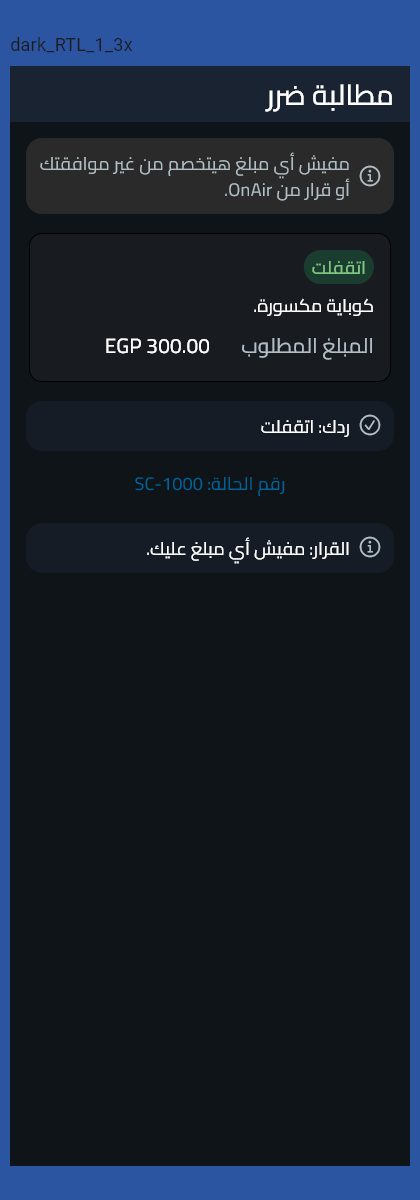 dark_RTL_1_3x
مطالبة ضرر
مفيش أي مبلغ هيتخصم من غير موافقتك
أو قرار من OnAir.
اتقفلت
كوباية مكسورة.
المبلغ المطلوب EGP 300.00
ردك: اتقفلت
رقم الحالة: SC-1000
القرار: مفيش أي مبلغ عليك.